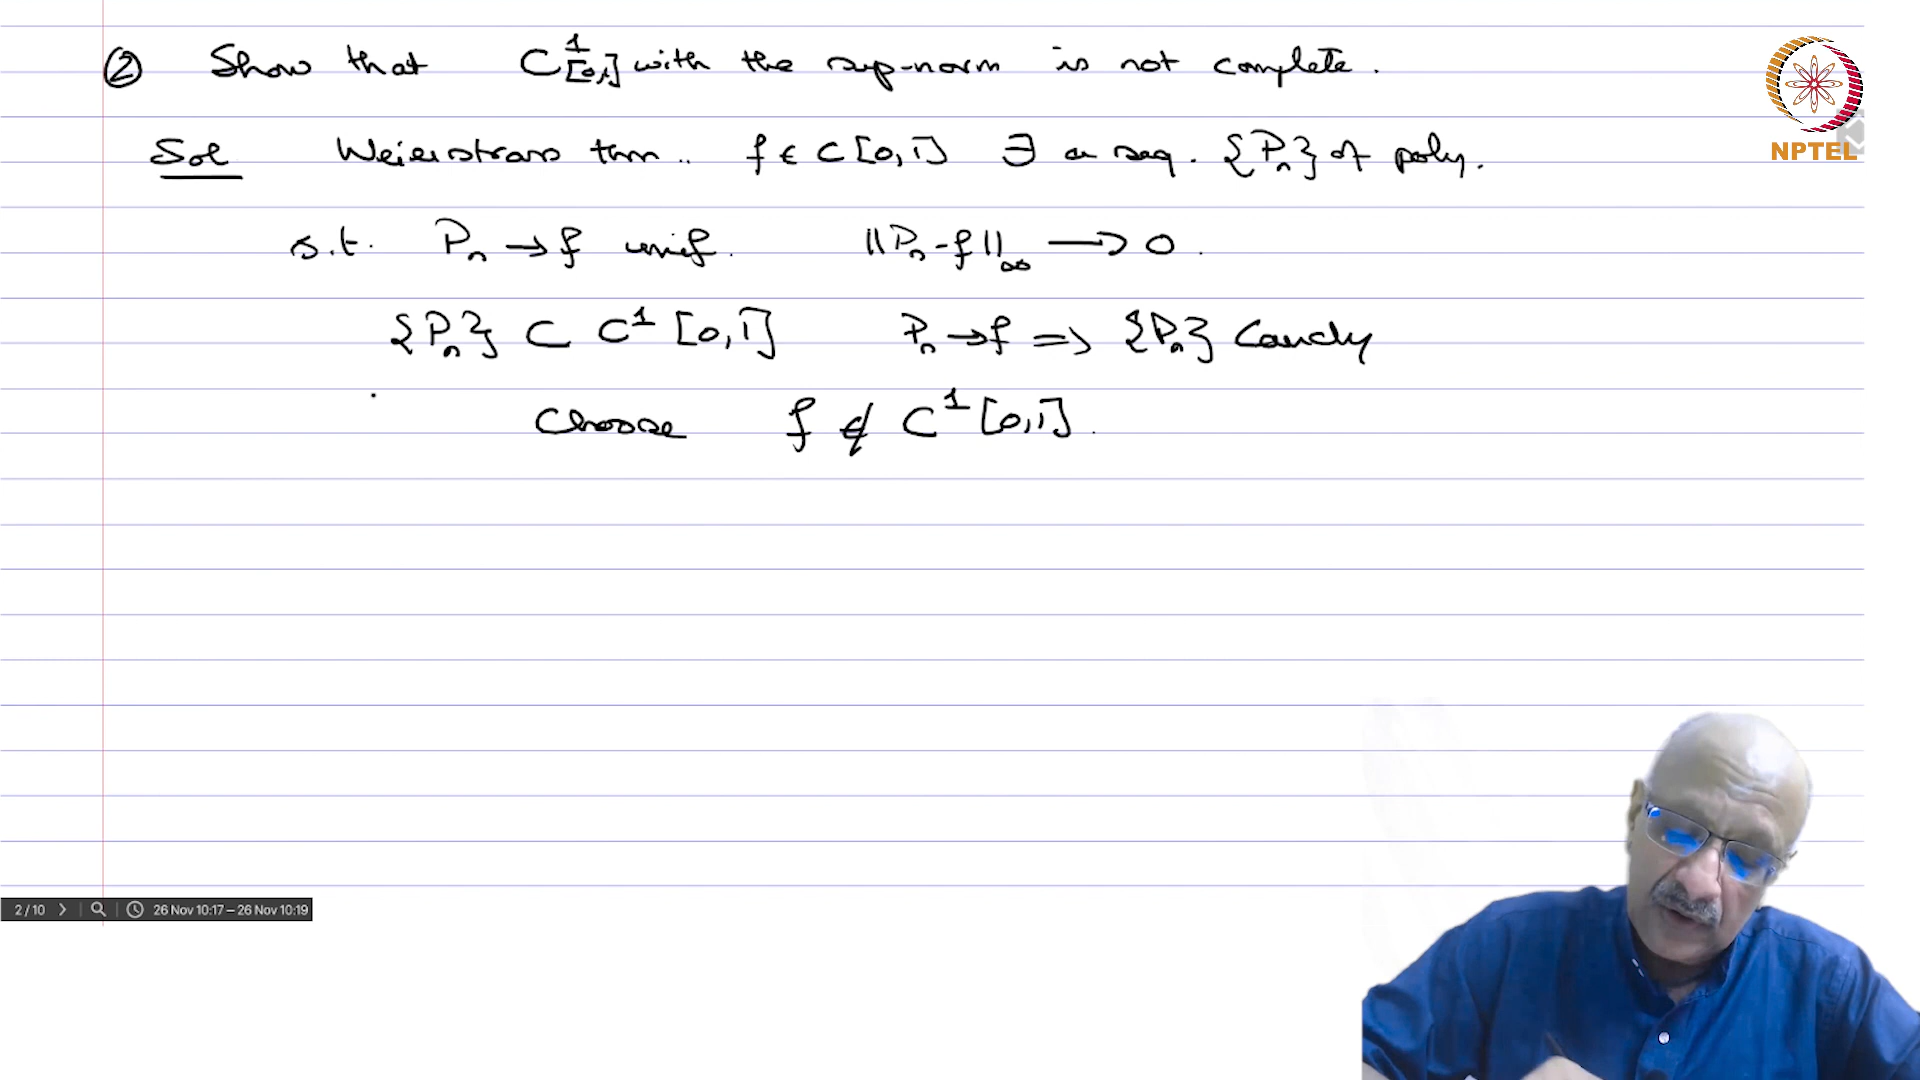 ② Show that C¹[0,1] with the sup-norm is not complete.
Sol Weierstrass thm.. f ∈ C[0,1] ∃ a seq. {Pₙ} of poly.
s.t. Pₙ → f unif. ||Pₙ - f||∞ → 0.
{Pₙ} ⊂ C¹[0,1] Pₙ → f => {Pₙ} Cauchy
Choose f ∉ C¹[0,1].
NPTEL
2 / 10 > 26 Nov 10:17 – 26 Nov 10:19